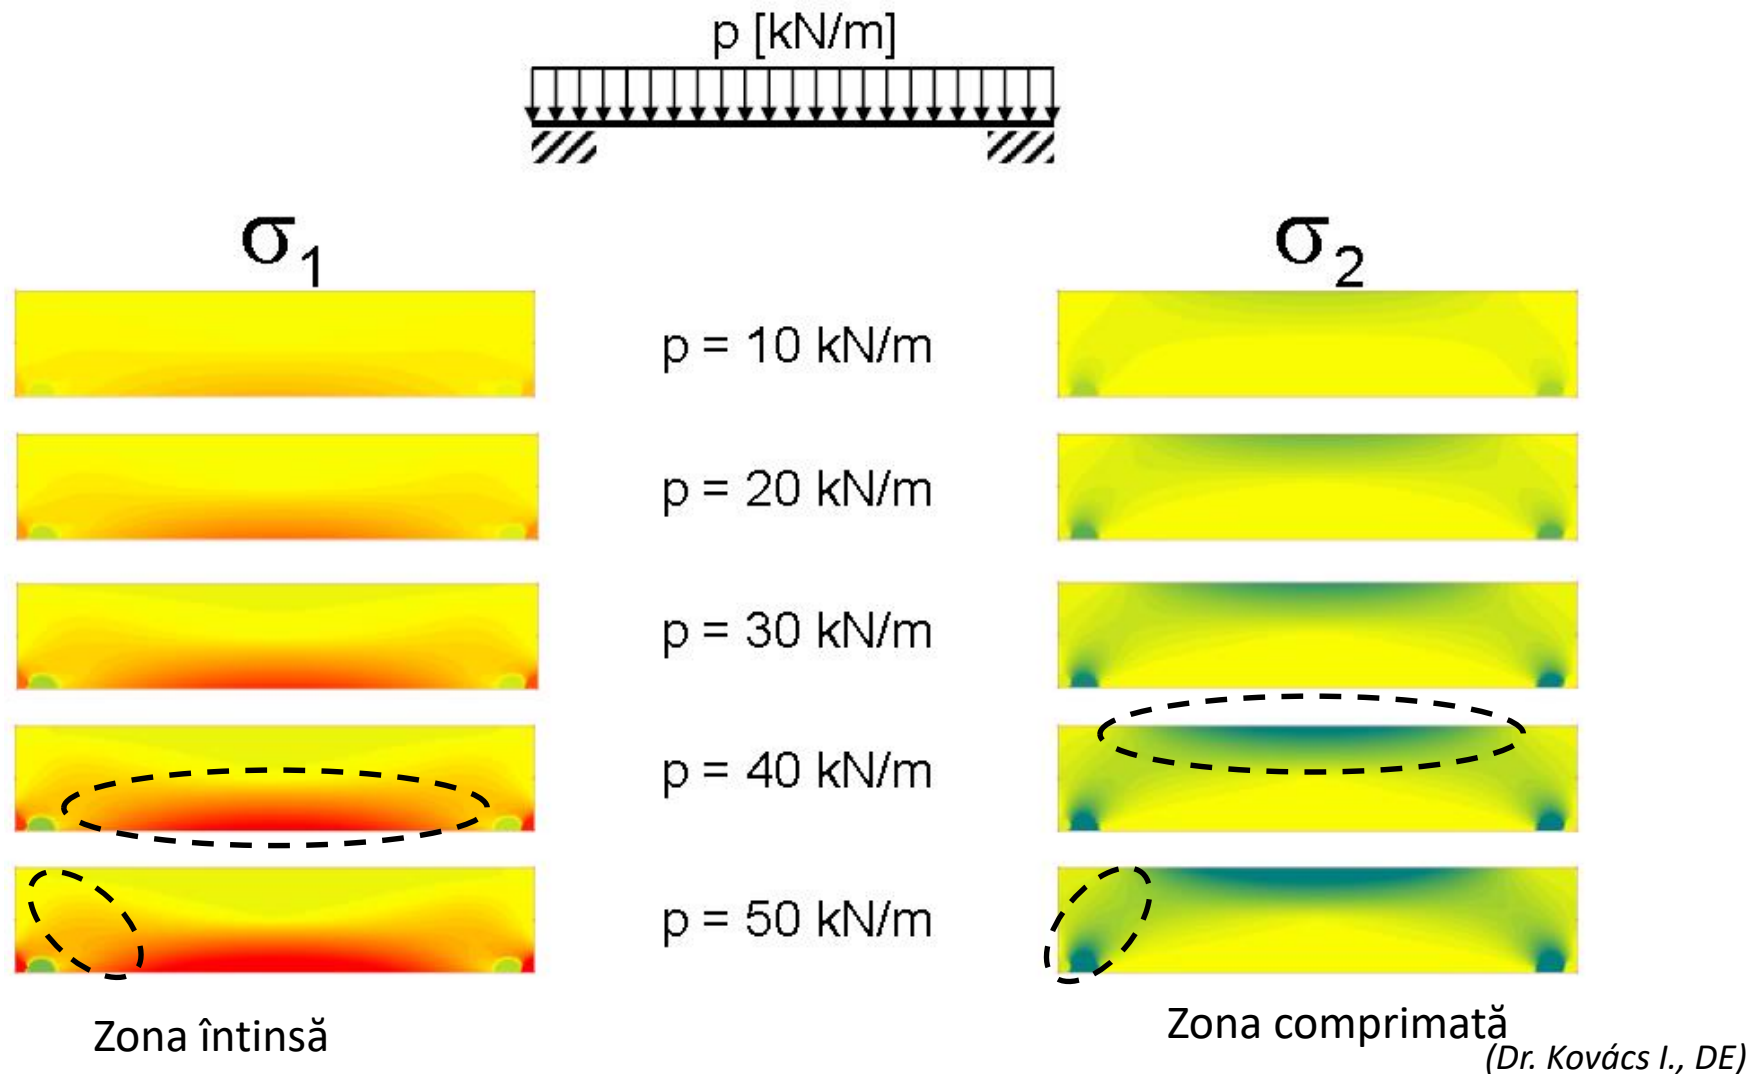 p [kN/m]
σ1
σ2
p = 10 kN/m
p = 20 kN/m
p = 30 kN/m
p = 40 kN/m
p = 50 kN/m
Zona întinsă
Zona comprimată
(Dr. Kovács I., DE)